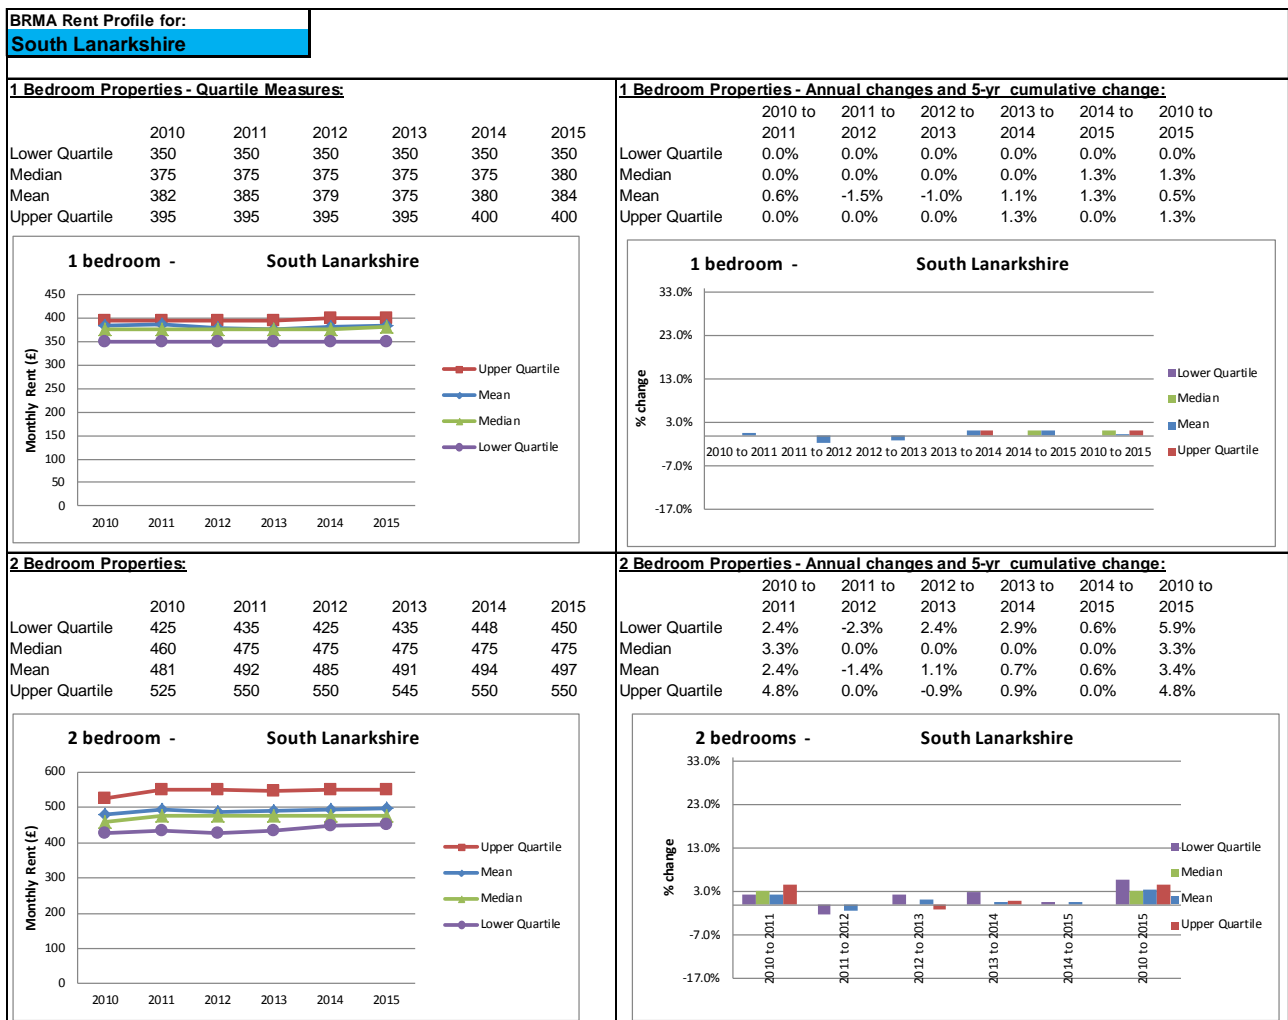 BRMA Rent Profile for:
South Lanarkshire
1 Bedroom Properties - Quartile Measures:
2010 2011 2012 2013 2014 2015
Lower Quartile 350 350 350 350 350 350
Median 375 375 375 375 375 380
Mean 382 385 379 375 380 384
Upper Quartile 395 395 395 395 400 400
1 bedroom - South Lanarkshire
Monthly Rent (£)
450
400
350
300
250
200
150
100
50
0
2010 2011 2012 2013 2014 2015
Upper Quartile
Mean
Median
Lower Quartile
1 Bedroom Properties - Annual changes and 5-yr cumulative change:
2010 to 2011 to 2012 to 2013 to 2014 to 2010 to
2011 2012 2013 2014 2015 2015
Lower Quartile 0.0% 0.0% 0.0% 0.0% 0.0% 0.0%
Median 0.0% 0.0% 0.0% 0.0% 1.3% 1.3%
Mean 0.6% -1.5% -1.0% 1.1% 1.3% 0.5%
Upper Quartile 0.0% 0.0% 0.0% 1.3% 0.0% 1.3%
1 bedroom - South Lanarkshire
% change
33.0%
23.0%
13.0%
3.0%
-7.0%
-17.0%
2010 to 2011 2011 to 2012 2012 to 2013 2013 to 2014 2014 to 2015 2010 to 2015
Lower Quartile
Median
Mean
Upper Quartile
2 Bedroom Properties:
2010 2011 2012 2013 2014 2015
Lower Quartile 425 435 425 435 448 450
Median 460 475 475 475 475 475
Mean 481 492 485 491 494 497
Upper Quartile 525 550 550 545 550 550
2 bedroom - South Lanarkshire
Monthly Rent (£)
600
500
400
300
200
100
0
2010 2011 2012 2013 2014 2015
Upper Quartile
Mean
Median
Lower Quartile
2 Bedroom Properties - Annual changes and 5-yr cumulative change:
2010 to 2011 to 2012 to 2013 to 2014 to 2010 to
2011 2012 2013 2014 2015 2015
Lower Quartile 2.4% -2.3% 2.4% 2.9% 0.6% 5.9%
Median 3.3% 0.0% 0.0% 0.0% 0.0% 3.3%
Mean 2.4% -1.4% 1.1% 0.7% 0.6% 3.4%
Upper Quartile 4.8% 0.0% -0.9% 0.9% 0.0% 4.8%
2 bedrooms - South Lanarkshire
% change
33.0%
23.0%
13.0%
3.0%
-7.0%
-17.0%
2010 to 2011
2011 to 2012
2012 to 2013
2013 to 2014
2014 to 2015
2010 to 2015
Lower Quartile
Median
Mean
Upper Quartile